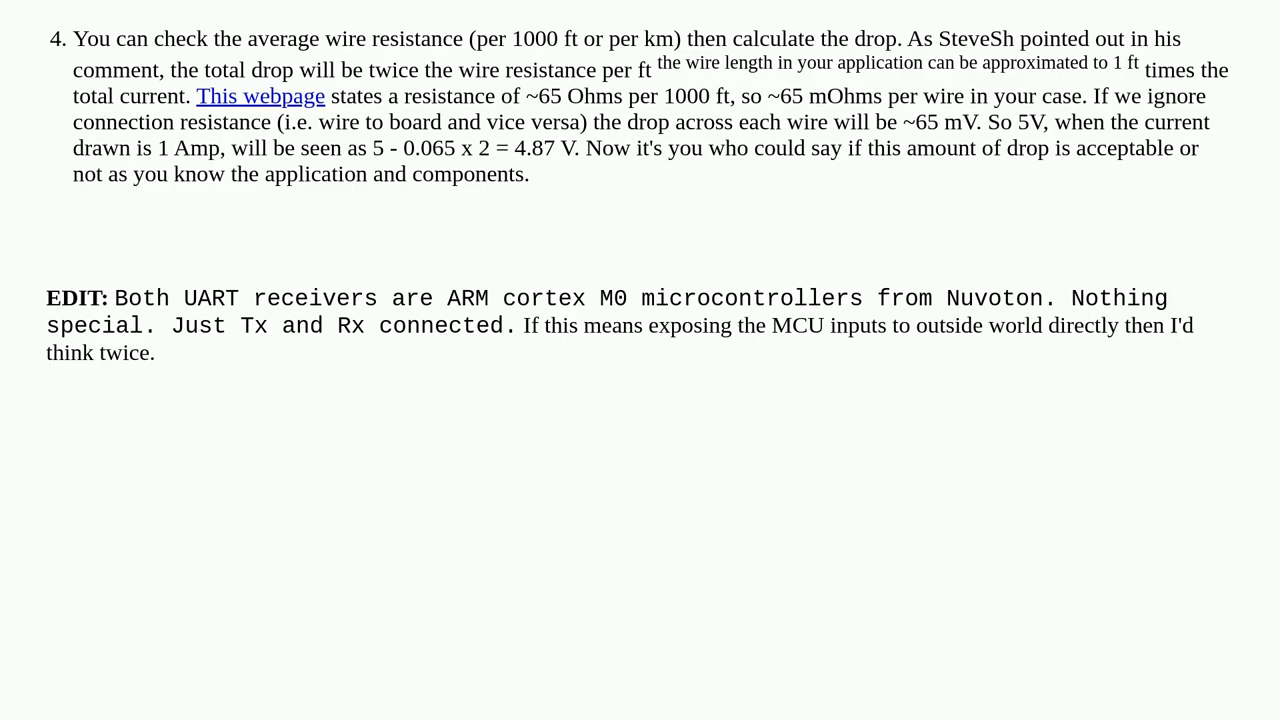 4. You can check the average wire resistance (per 1000 ft or per km) then calculate the drop. As SteveSh pointed out in his
comment, the total drop will be twice the wire resistance per ft the wire length in your application can be approximated to 1 ft times the
total current. This webpage states a resistance of ~65 Ohms per 1000 ft, so ~65 mOhms per wire in your case. If we ignore
connection resistance (i.e. wire to board and vice versa) the drop across each wire will be ~65 mV. So 5V, when the current
drawn is 1 Amp, will be seen as 5 - 0.065 x 2 = 4.87 V. Now it's you who could say if this amount of drop is acceptable or
not as you know the application and components.
EDIT: Both UART receivers are ARM cortex M0 microcontrollers from Nuvoton. Nothing
special. Just Tx and Rx connected. If this means exposing the MCU inputs to outside world directly then I'd
think twice.